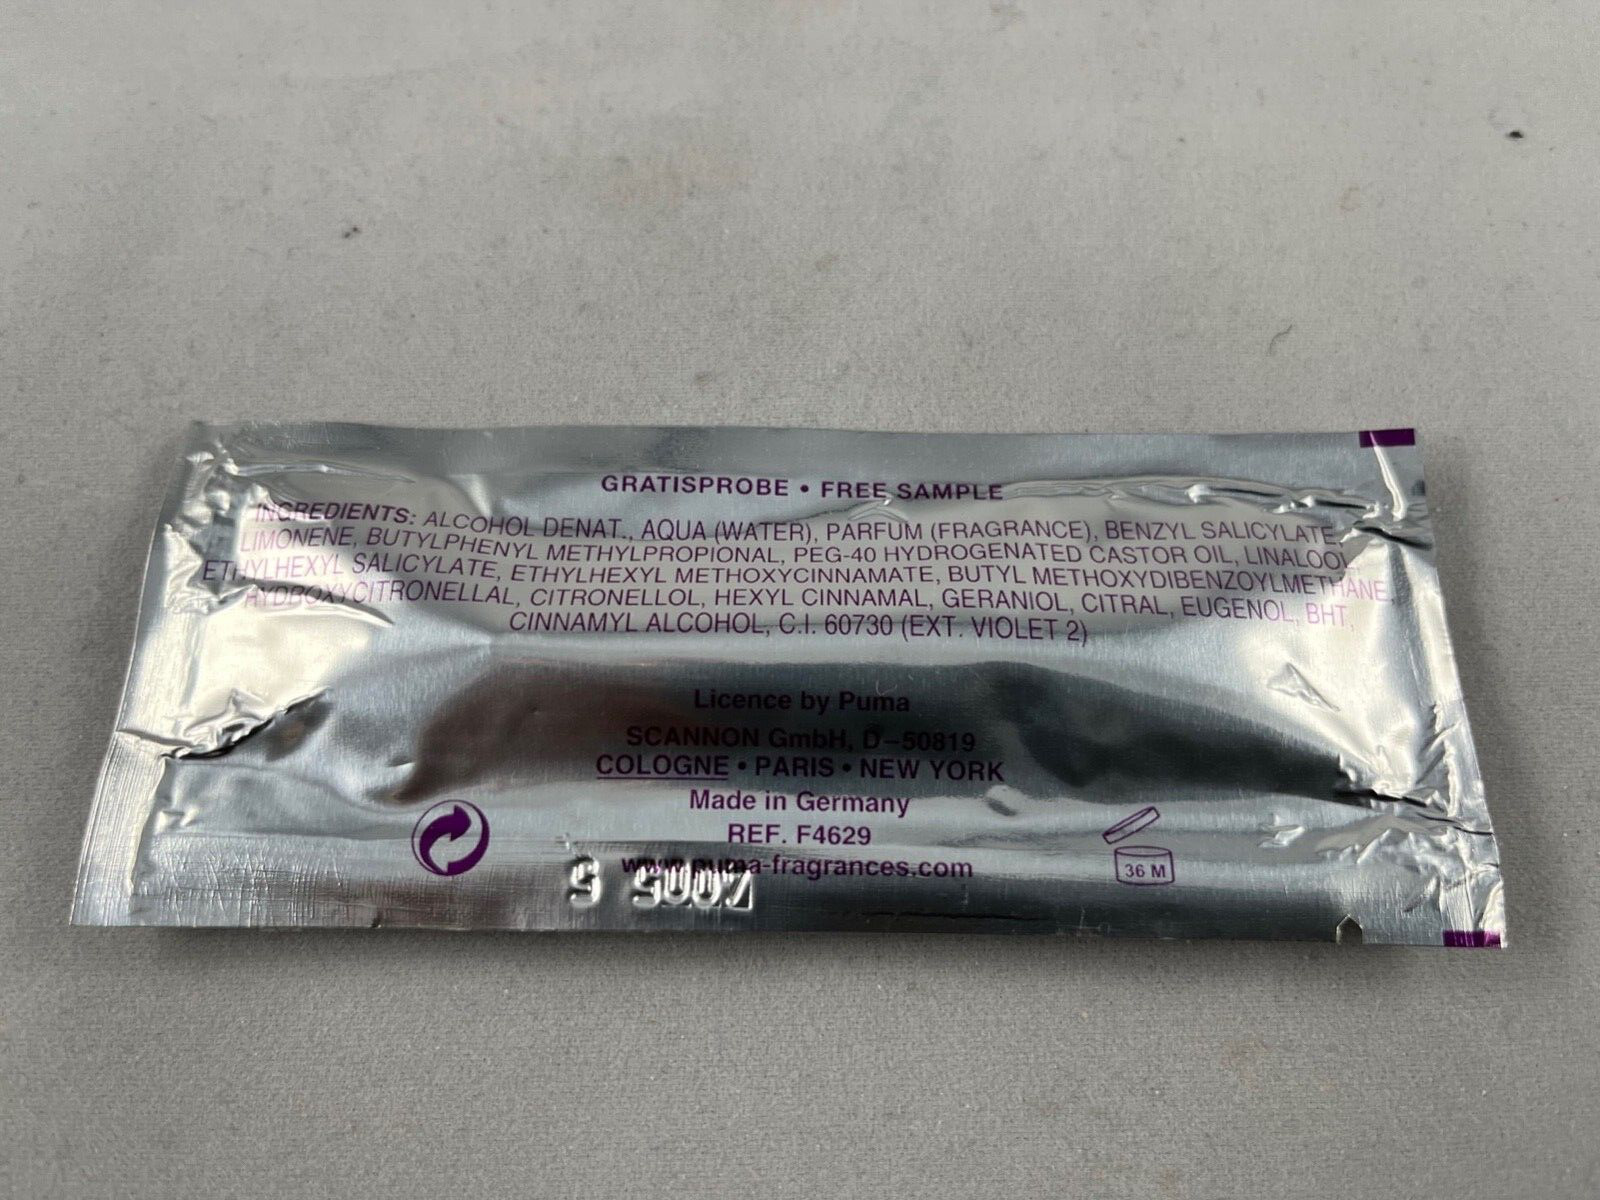 GRATISPROBE • FREE SAMPLE
INGREDIENTS: ALCOHOL DENAT., AQUA (WATER), PARFUM (FRAGRANCE), BENZYL SALICYLATE,
LIMONENE, BUTYLPHENYL METHYLPROPIONAL, PEG-40 HYDROGENATED CASTOR OIL, LINALOOL,
ETHYLHEXYL SALICYLATE, ETHYLHEXYL METHOXYCINNAMATE, BUTYL METHOXYDIBENZOYLMETHANE,
HYDROXYCITRONELLAL, CITRONELLOL, HEXYL CINNAMAL, GERANIOL, CITRAL, EUGENOL, BHT,
CINNAMYL ALCOHOL, C.I. 60730 (EXT. VIOLET 2)
Licence by Puma
SCANNON GmbH, D–50819
COLOGNE • PARIS • NEW YORK
Made in Germany
REF. F4629
www.puma-fragrances.com
36 M